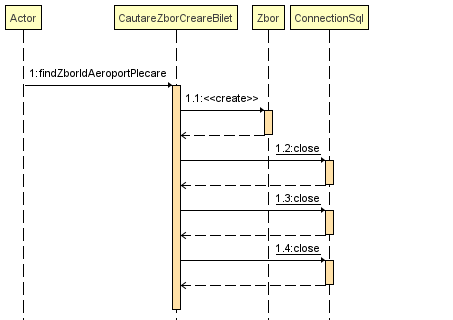 Actor
CautareZborCreareBilet
Zbor
ConnectionSql
1:findZborIdAeroportPlecare
1.1:<<create>>
1.2:close
1.3:close
1.4:close